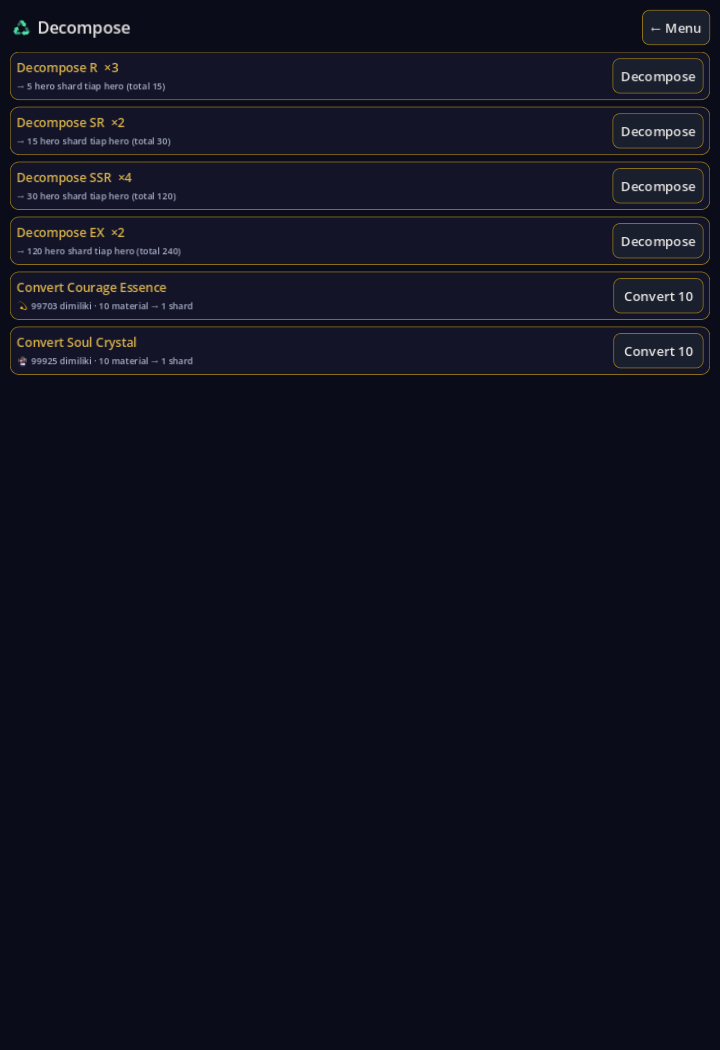 Decompose
← Menu
Decompose R ×3
→ 5 hero shard tiap hero (total 15)
Decompose
Decompose SR ×2
→ 15 hero shard tiap hero (total 30)
Decompose
Decompose SSR ×4
→ 30 hero shard tiap hero (total 120)
Decompose
Decompose EX ×2
→ 120 hero shard tiap hero (total 240)
Decompose
Convert Courage Essence
99703 dimiliki · 10 material → 1 shard
Convert 10
Convert Soul Crystal
99925 dimiliki · 10 material → 1 shard
Convert 10